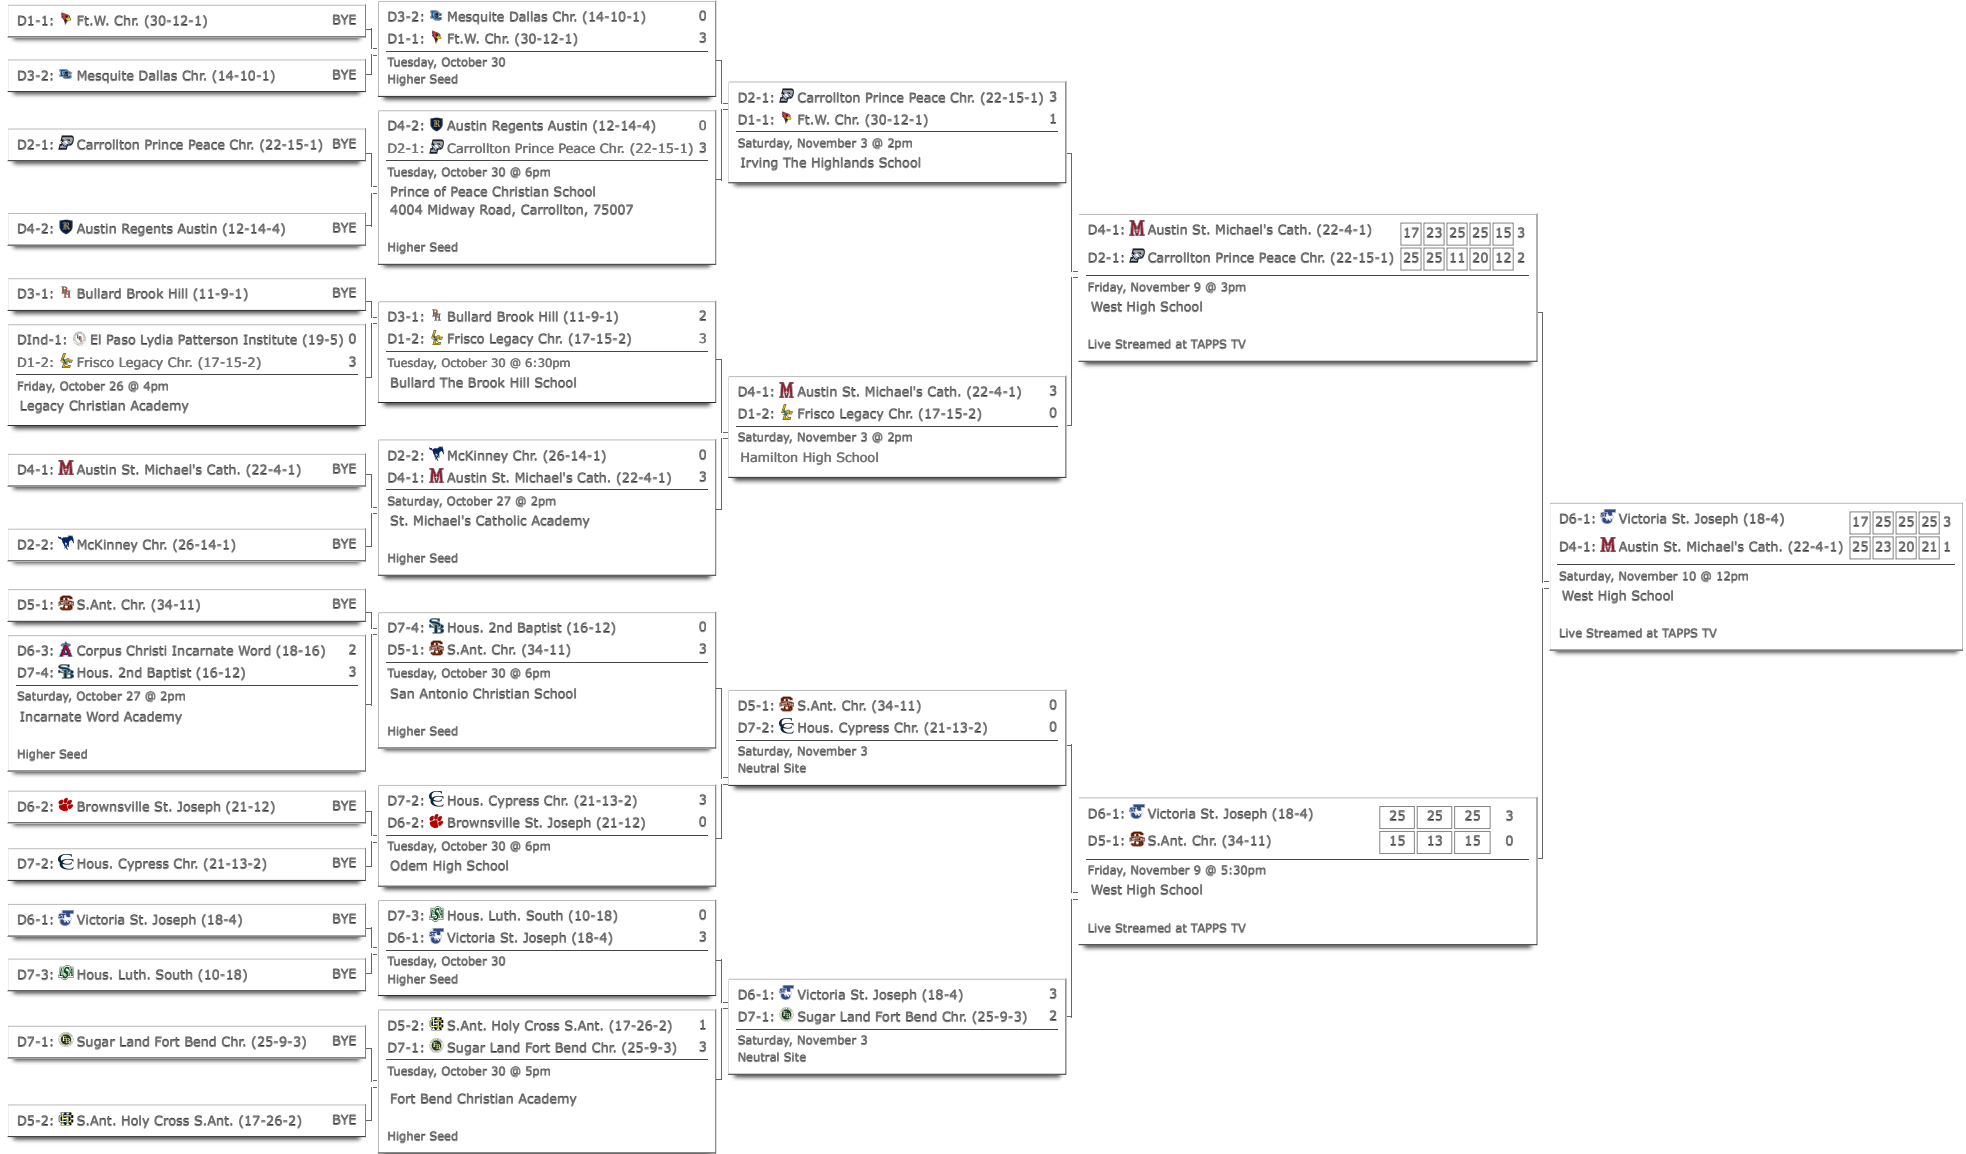 D1-1: Ft.W. Chr. (30-12-1) BYE
D3-2: Mesquite Dallas Chr. (14-10-1) BYE
D2-1: Carrollton Prince Peace Chr. (22-15-1) BYE
D4-2: Austin Regents Austin (12-14-4) BYE
D3-1: Bullard Brook Hill (11-9-1) BYE
DInd-1: El Paso Lydia Patterson Institute (19-5) 0
D1-2: Frisco Legacy Chr. (17-15-2) 3
Friday, October 26 @ 4pm
Legacy Christian Academy
D4-1: Austin St. Michael's Cath. (22-4-1) BYE
D2-2: McKinney Chr. (26-14-1) BYE
D5-1: S.Ant. Chr. (34-11) BYE
D6-3: Corpus Christi Incarnate Word (18-16) 2
D7-4: Hous. 2nd Baptist (16-12) 3
Saturday, October 27 @ 2pm
Incarnate Word Academy
Higher Seed
D6-2: Brownsville St. Joseph (21-12) BYE
D7-2: Hous. Cypress Chr. (21-13-2) BYE
D6-1: Victoria St. Joseph (18-4) BYE
D7-3: Hous. Luth. South (10-18) BYE
D7-1: Sugar Land Fort Bend Chr. (25-9-3) BYE
D5-2: S.Ant. Holy Cross S.Ant. (17-26-2) BYE
D3-2: Mesquite Dallas Chr. (14-10-1) 0
D1-1: Ft.W. Chr. (30-12-1) 3
Tuesday, October 30
Higher Seed
D4-2: Austin Regents Austin (12-14-4) 0
D2-1: Carrollton Prince Peace Chr. (22-15-1) 3
Tuesday, October 30 @ 6pm
Prince of Peace Christian School
4004 Midway Road, Carrollton, 75007
Higher Seed
D3-1: Bullard Brook Hill (11-9-1) 2
D1-2: Frisco Legacy Chr. (17-15-2) 3
Tuesday, October 30 @ 6:30pm
Bullard The Brook Hill School
D2-2: McKinney Chr. (26-14-1) 0
D4-1: Austin St. Michael's Cath. (22-4-1) 3
Saturday, October 27 @ 2pm
St. Michael's Catholic Academy
Higher Seed
D7-4: Hous. 2nd Baptist (16-12) 0
D5-1: S.Ant. Chr. (34-11) 3
Tuesday, October 30 @ 6pm
San Antonio Christian School
Higher Seed
D7-2: Hous. Cypress Chr. (21-13-2) 3
D6-2: Brownsville St. Joseph (21-12) 0
Tuesday, October 30 @ 6pm
Odem High School
D7-3: Hous. Luth. South (10-18) 0
D6-1: Victoria St. Joseph (18-4) 3
Tuesday, October 30
Higher Seed
D5-2: S.Ant. Holy Cross S.Ant. (17-26-2) 1
D7-1: Sugar Land Fort Bend Chr. (25-9-3) 3
Tuesday, October 30 @ 5pm
Fort Bend Christian Academy
Higher Seed
D2-1: Carrollton Prince Peace Chr. (22-15-1) 3
D1-1: Ft.W. Chr. (30-12-1) 1
Saturday, November 3 @ 2pm
Irving The Highlands School
D4-1: Austin St. Michael's Cath. (22-4-1) 3
D1-2: Frisco Legacy Chr. (17-15-2) 0
Saturday, November 3 @ 2pm
Hamilton High School
D5-1: S.Ant. Chr. (34-11) 0
D7-2: Hous. Cypress Chr. (21-13-2) 0
Saturday, November 3
Neutral Site
D6-1: Victoria St. Joseph (18-4) 3
D7-1: Sugar Land Fort Bend Chr. (25-9-3) 2
Saturday, November 3
Neutral Site
D4-1: Austin St. Michael's Cath. (22-4-1) 17 23 25 25 15 3
D2-1: Carrollton Prince Peace Chr. (22-15-1) 25 25 11 20 12 2
Friday, November 9 @ 3pm
West High School
Live Streamed at TAPPS TV
D6-1: Victoria St. Joseph (18-4) 25 25 25 3
D5-1: S.Ant. Chr. (34-11) 15 13 15 0
Friday, November 9 @ 5:30pm
West High School
Live Streamed at TAPPS TV
D6-1: Victoria St. Joseph (18-4) 17 25 25 25 3
D4-1: Austin St. Michael's Cath. (22-4-1) 25 23 20 21 1
Saturday, November 10 @ 12pm
West High School
Live Streamed at TAPPS TV